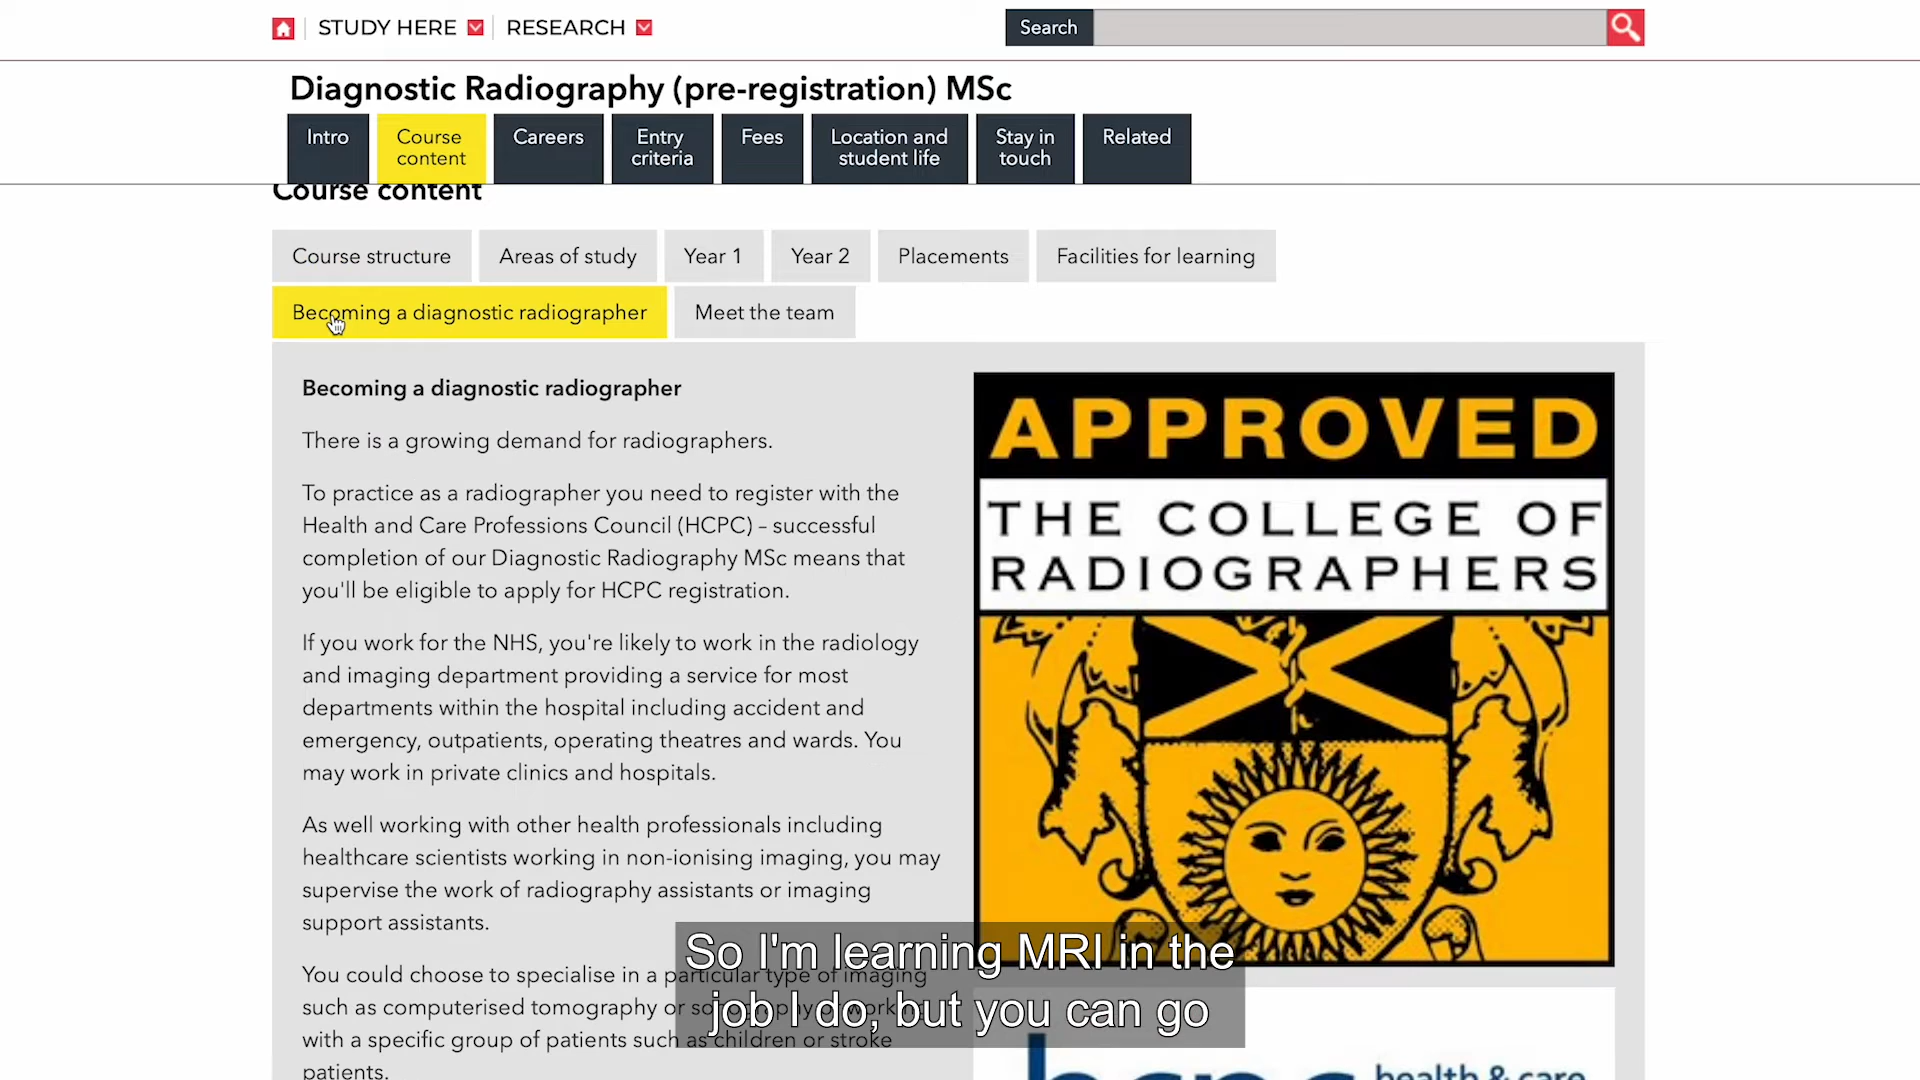 STUDY HERE
RESEARCH
Search
Diagnostic Radiography (pre-registration) MSc
Intro
Course content
Careers
Entry criteria
Fees
Location and student life
Stay in touch
Related
Course content
Course structure
Areas of study
Year 1
Year 2
Placements
Facilities for learning
Becoming a diagnostic radiographer
Meet the team
Becoming a diagnostic radiographer
There is a growing demand for radiographers.
To practice as a radiographer you need to register with the
Health and Care Professions Council (HCPC) – successful
completion of our Diagnostic Radiography MSc means that
you'll be eligible to apply for HCPC registration.
If you work for the NHS, you're likely to work in the radiology
and imaging department providing a service for most
departments within the hospital including accident and
emergency, outpatients, operating theatres and wards. You
may work in private clinics and hospitals.
As well working with other health professionals including
healthcare scientists working in non-ionising imaging, you may
supervise the work of radiography assistants or imaging
support assistants.
You could choose to specialise in a particular type of imaging
such as computerised tomography or sonography or working
with a specific group of patients such as children or stroke
patients.
APPROVED
THE COLLEGE OF
RADIOGRAPHERS
health & care
So I'm learning MRI in the
job I do, but you can go